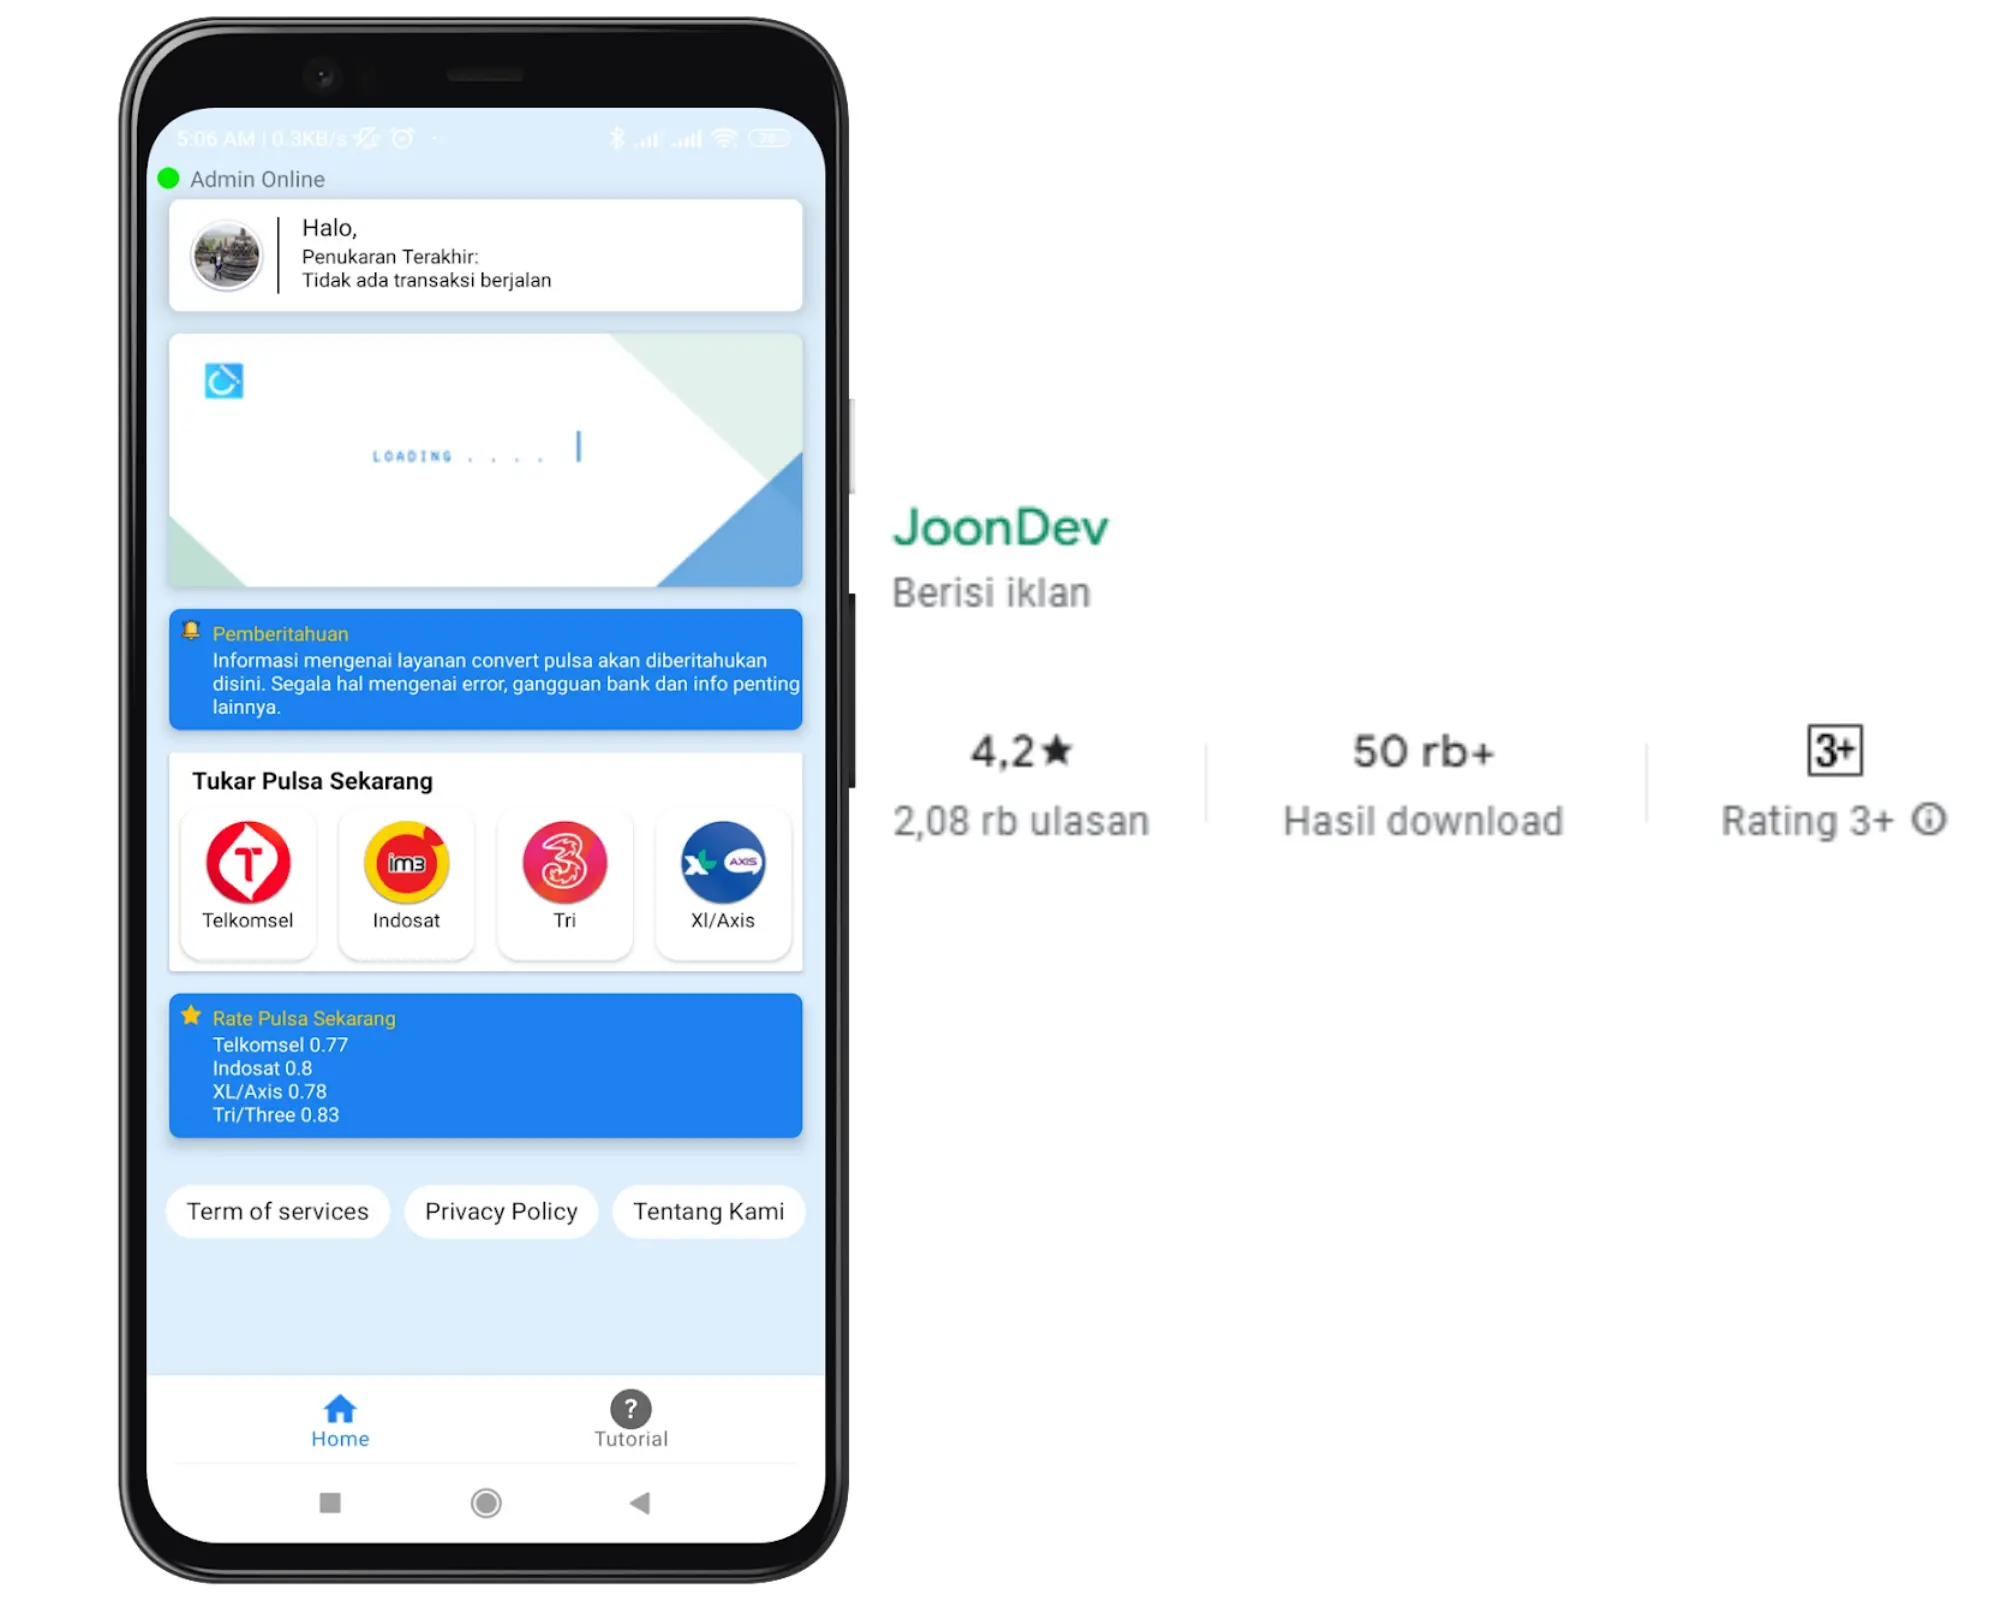 5:06 AM | 0.3KB/s
Admin Online
Halo,
Penukaran Terakhir:
Tidak ada transaksi berjalan
LOADING . . . .
Pemberitahuan
Informasi mengenai layanan convert pulsa akan diberitahukan
disini. Segala hal mengenai error, gangguan bank dan info penting
lainnya.
Tukar Pulsa Sekarang
T
im3
3
XL AXIS
Telkomsel
Indosat
Tri
Xl/Axis
Rate Pulsa Sekarang
Telkomsel 0.77
Indosat 0.8
XL/Axis 0.78
Tri/Three 0.83
Term of services
Privacy Policy
Tentang Kami
Home
?
Tutorial
JoonDev
Berisi iklan
4,2★
2,08 rb ulasan
50 rb+
Hasil download
3+
Rating 3+